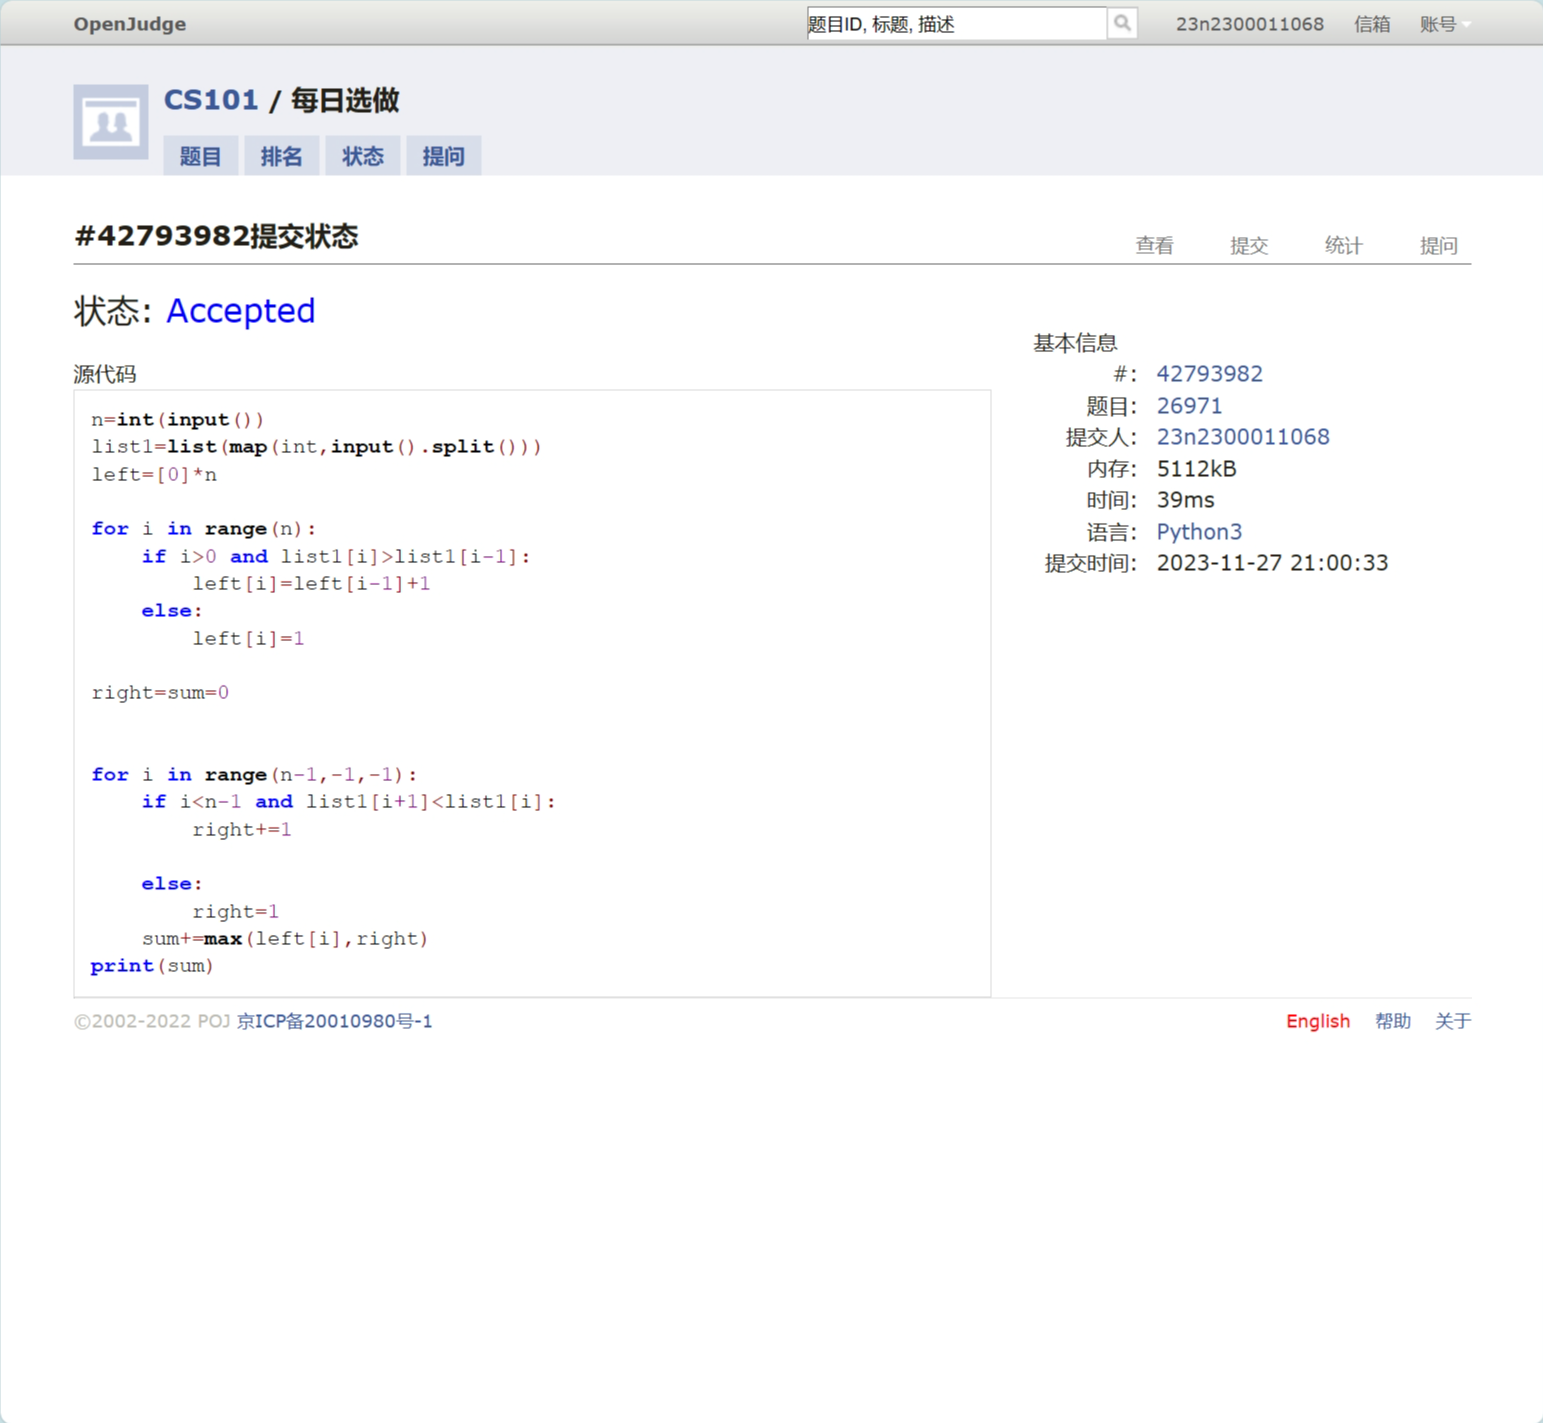 OpenJudge
题目ID, 标题, 描述
23n2300011068 信箱 账号
CS101 / 每日选做
题目 排名 状态 提问
#42793982提交状态
查看 提交 统计 提问
状态: Accepted
源代码
n=int(input())
list1=list(map(int,input().split()))
left=[0]*n
for i in range(n):
    if i>0 and list1[i]>list1[i-1]:
        left[i]=left[i-1]+1
    else:
        left[i]=1
right=sum=0
for i in range(n-1,-1,-1):
    if i<n-1 and list1[i+1]<list1[i]:
        right+=1
    else:
        right=1
    sum+=max(left[i],right)
print(sum)
基本信息
#: 42793982
题目: 26971
提交人: 23n2300011068
内存: 5112kB
时间: 39ms
语言: Python3
提交时间: 2023-11-27 21:00:33
©2002-2022 POJ 京ICP备20010980号-1
English 帮助 关于